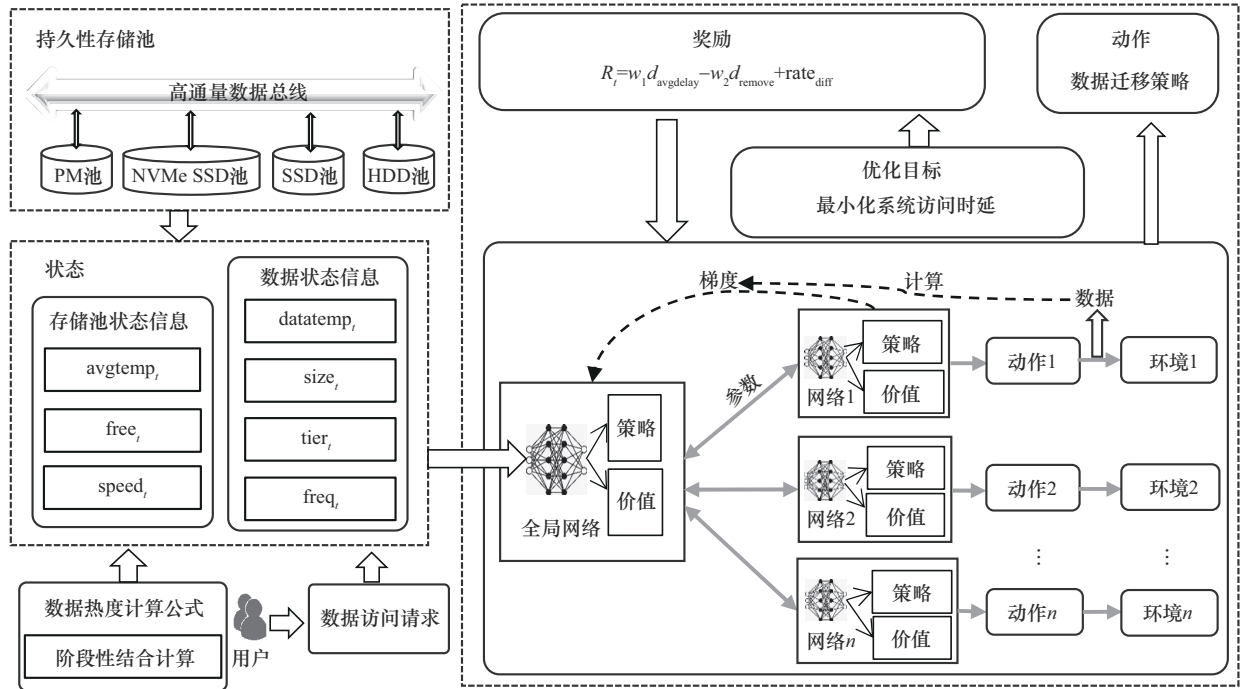 持久性存储池
高通量数据总线
PM池
NVMe SSD池
SSD池
HDD池
状态
存储池状态信息
avgtemp_t
free_t
speed_t
数据状态信息
datatemp_t
size_t
tier_t
freq_t
数据热度计算公式
阶段性结合计算
用户
数据访问请求
奖励
R_t=w_1d_avgdelay−w_2d_remove+rate_diff
动作
数据迁移策略
优化目标
最小化系统访问时延
梯度
计算
数据
参数
策略
价值
全局网络
策略
价值
网络1
动作1
环境1
策略
价值
网络2
动作2
环境2
⋮
⋮
策略
价值
网络n
动作n
环境n